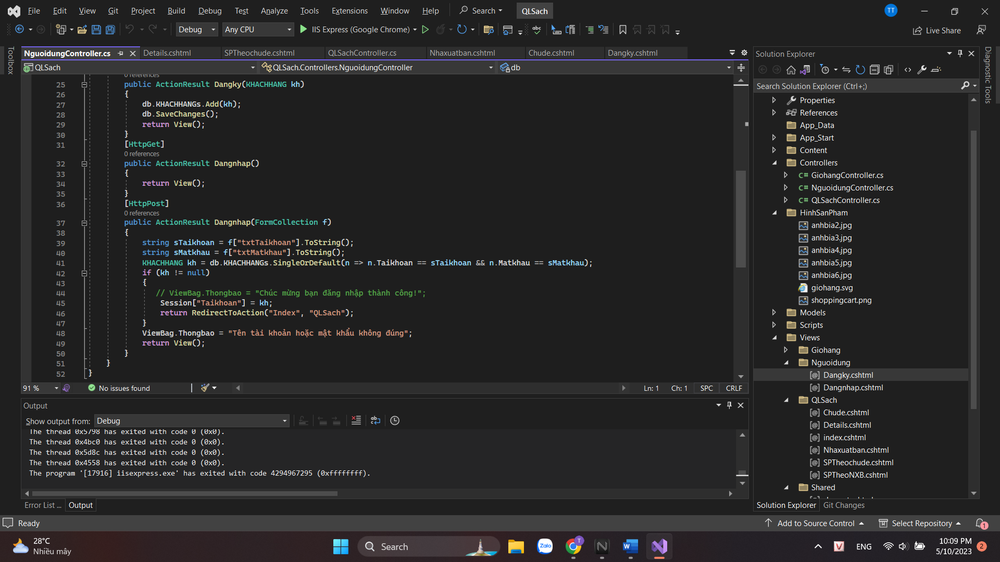 File Edit View Git Project Build Debug Test Analyze Tools Extensions Window Help Search QLSach TT
Debug Any CPU IIS Express (Google Chrome) Live Share
Toolbox
NguoidungController.cs Details.cshtml SPTheochude.cshtml QLSachController.cs Nhaxuatban.cshtml Chude.cshtml Dangky.cshtml
QLSach QLSach.Controllers.NguoidungController db
0 references
25 public ActionResult Dangky(KHACHHANG kh)
26 {
27 db.KHACHHANGs.Add(kh);
28 db.SaveChanges();
29 return View();
30 }
31 [HttpGet]
0 references
32 public ActionResult Dangnhap()
33 {
34 return View();
35 }
36 [HttpPost]
0 references
37 public ActionResult Dangnhap(FormCollection f)
38 {
39 string sTaikhoan = f["txtTaikhoan"].ToString();
40 string sMatkhau = f["txtMatkhau"].ToString();
41 KHACHHANG kh = db.KHACHHANGs.SingleOrDefault(n => n.Taikhoan == sTaikhoan && n.Matkhau == sMatkhau);
42 if (kh != null)
43 {
44 // ViewBag.Thongbao = "Chúc mừng bạn đăng nhập thành công!";
45 Session["Taikhoan"] = kh;
46 return RedirectToAction("Index", "QLSach");
47 }
48 ViewBag.Thongbao = "Tên tài khoản hoặc mật khẩu không đúng";
49 return View();
50 }
51 }
52 }
91 % No issues found Ln: 1 Ch: 1 SPC CRLF
Output
Show output from: Debug
The thread 0x5798 has exited with code 0 (0x0).
The thread 0x4bc0 has exited with code 0 (0x0).
The thread 0x5d8c has exited with code 0 (0x0).
The thread 0x4558 has exited with code 0 (0x0).
The program '[17916] iisexpress.exe' has exited with code 4294967295 (0xffffffff).
Error List ... Output
Solution Explorer
Search Solution Explorer (Ctrl+;)
Properties
References
App_Data
App_Start
Content
Controllers
C# GiohangController.cs
C# NguoidungController.cs
C# QLSachController.cs
HinhSanPham
anhbia2.jpg
anhbia3.jpg
anhbia4.jpg
anhbia5.jpg
anhbia6.jpg
giohang.svg
shoppingcart.png
Models
Scripts
Views
Giohang
Nguoidung
[@] Dangky.cshtml
[@] Dangnhap.cshtml
QLSach
[@] Chude.cshtml
[@] Details.cshtml
[@] index.cshtml
[@] Nhaxuatban.cshtml
[@] SPTheochude.cshtml
[@] SPTheoNXB.cshtml
Shared
Solution Explorer Git Changes
Diagnostic Tools
Ready Add to Source Control Select Repository 1
28°C
Nhiều mây
Search Zalo T N W V ENG
10:09 PM
5/10/2023 2